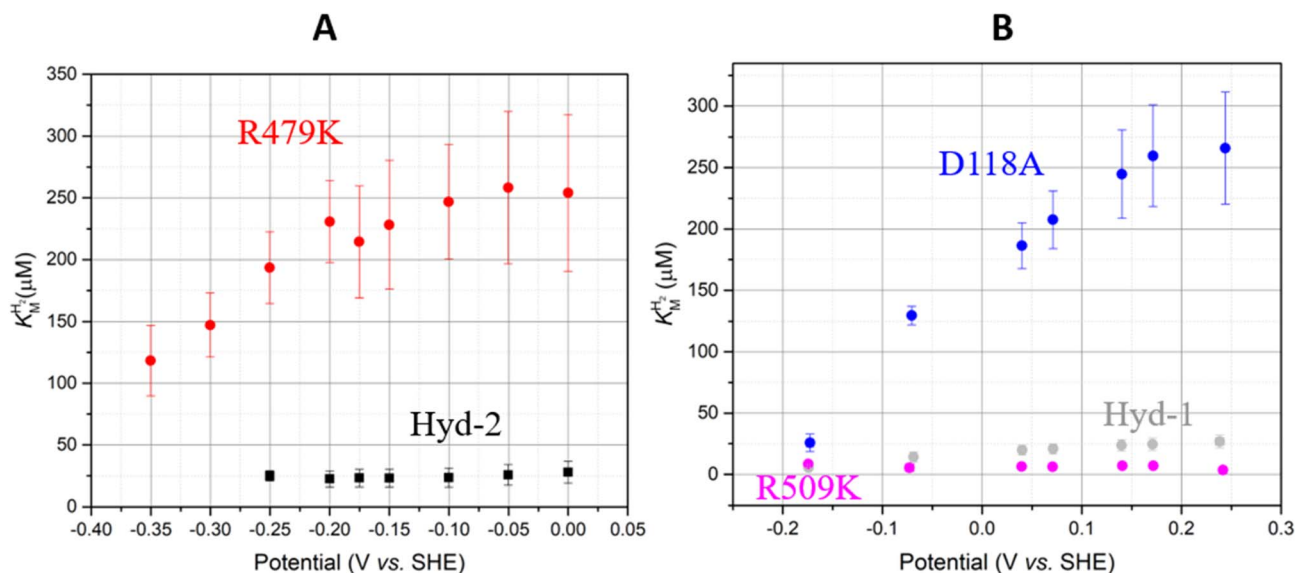 A
B
350
300
250
200
150
100
50
0
K_M^{H_2} (μM)
R479K
Hyd-2
-0.40 -0.35 -0.30 -0.25 -0.20 -0.15 -0.10 -0.05 0.00 0.05
Potential (V vs. SHE)
300
250
200
150
100
50
0
K_M^{H_2} (μM)
D118A
Hyd-1
R509K
-0.2 -0.1 0.0 0.1 0.2 0.3
Potential (V vs. SHE)